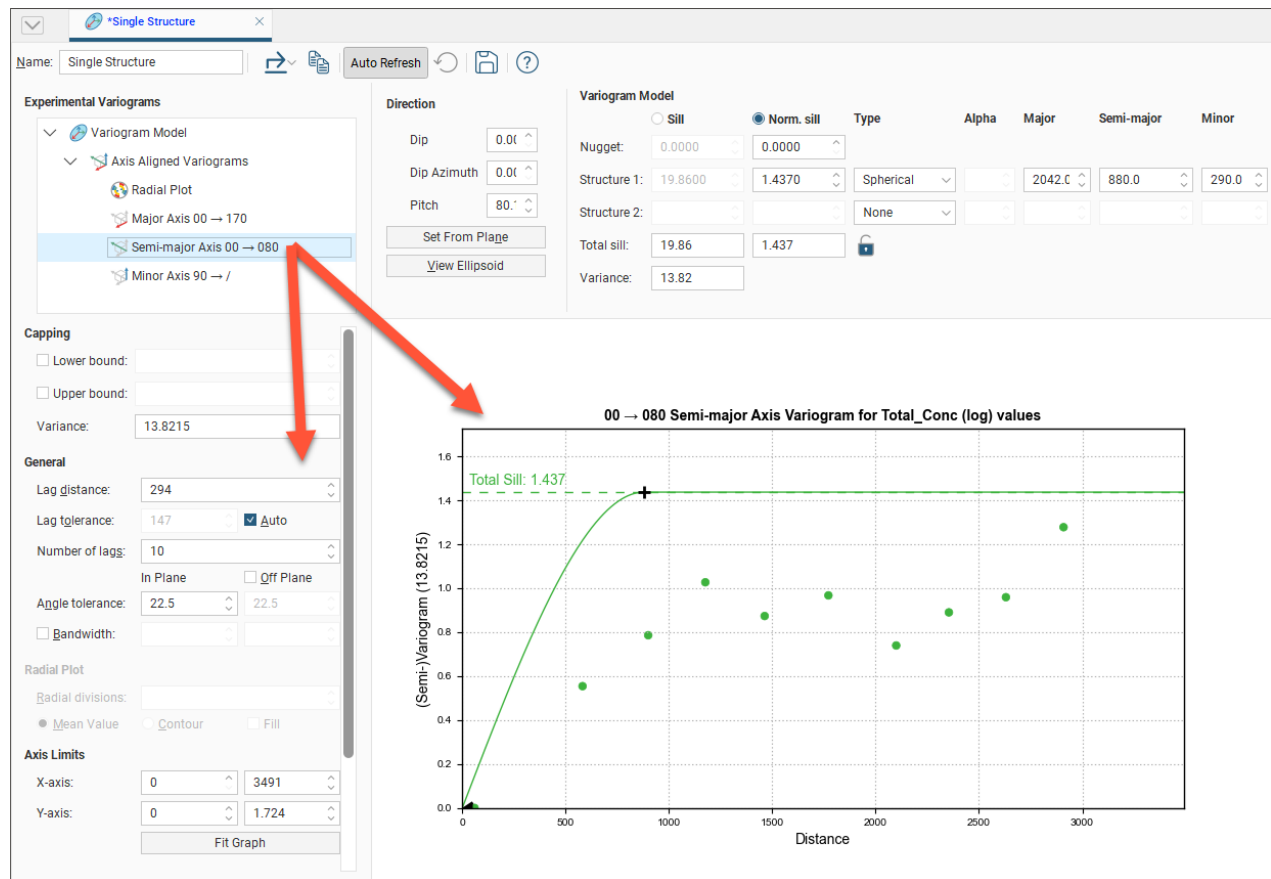 *Single Structure
Name: Single Structure Auto Refresh
Experimental Variograms
Variogram Model
Axis Aligned Variograms
Radial Plot
Major Axis 00 → 170
Semi-major Axis 00 → 080
Minor Axis 90 → /
Direction
Dip 0.0
Dip Azimuth 0.0
Pitch 80.
Set From Plane
View Ellipsoid
Variogram Model
Sill Norm. sill Type Alpha Major Semi-major Minor
Nugget: 0.0000 0.0000
Structure 1: 19.8600 1.4370 Spherical 2042.0 880.0 290.0
Structure 2: None
Total sill: 19.86 1.437
Variance: 13.82
Capping
Lower bound:
Upper bound:
Variance: 13.8215
General
Lag distance: 294
Lag tolerance: 147 Auto
Number of lags: 10
In Plane Off Plane
Angle tolerance: 22.5 22.5
Bandwidth:
Radial Plot
Radial divisions:
Mean Value Contour Fill
Axis Limits
X-axis: 0 3491
Y-axis: 0 1.724
Fit Graph
00 → 080 Semi-major Axis Variogram for Total_Conc (log) values
Total Sill: 1.437
(Semi-)Variogram (13.8215)
1.6
1.4
1.2
1.0
0.8
0.6
0.4
0.2
0.0
0 500 1000 1500 2000 2500 3000
Distance